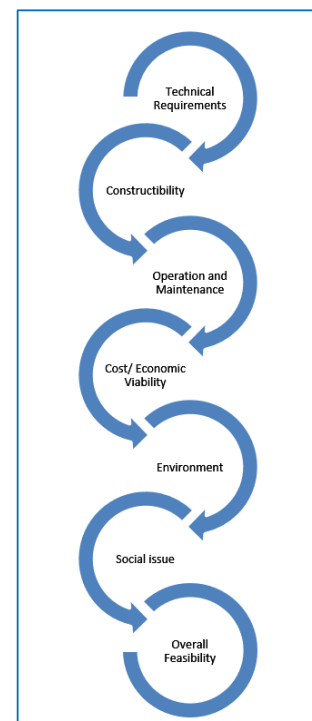 Technical
Requirements
Constructibility
Operation and
Maintenance
Cost/ Economic
Viability
Environment
Social issue
Overall
Feasibility